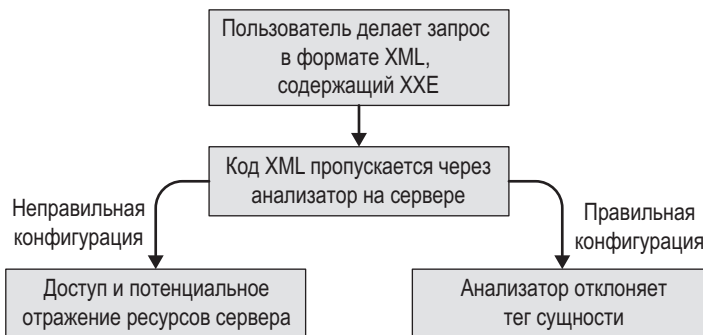 Пользователь делает запрос
в формате XML,
содержащий XXE
Код XML пропускается через
анализатор на сервере
Неправильная
конфигурация
Правильная
конфигурация
Доступ и потенциальное
отражение ресурсов сервера
Анализатор отклоняет
тег сущности